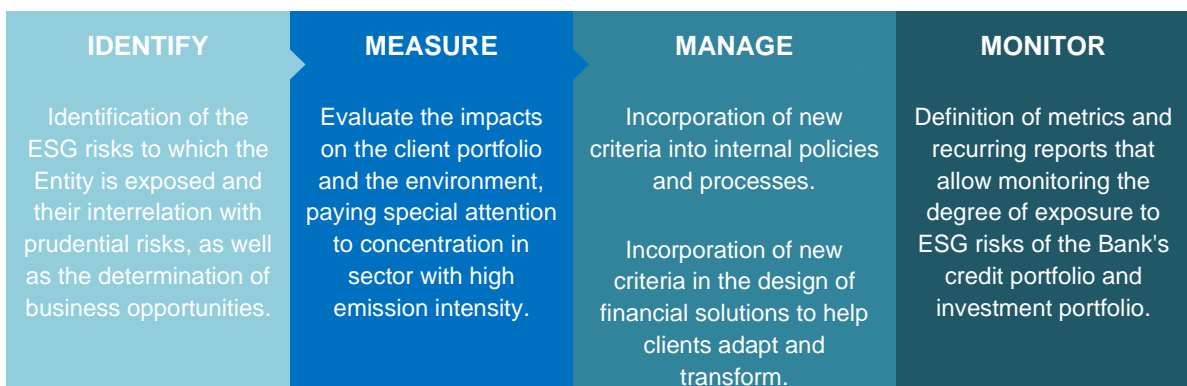 IDENTIFY
Identification of the
ESG risks to which the
Entity is exposed and
their interrelation with
prudential risks, as well
as the determination of
business opportunities.
MEASURE
Evaluate the impacts
on the client portfolio
and the environment,
paying special attention
to concentration in
sector with high
emission intensity.
MANAGE
Incorporation of new
criteria into internal policies
and processes.
Incorporation of new
criteria in the design of
financial solutions to help
clients adapt and
transform.
MONITOR
Definition of metrics and
recurring reports that
allow monitoring the
degree of exposure to
ESG risks of the Bank's
credit portfolio and
investment portfolio.